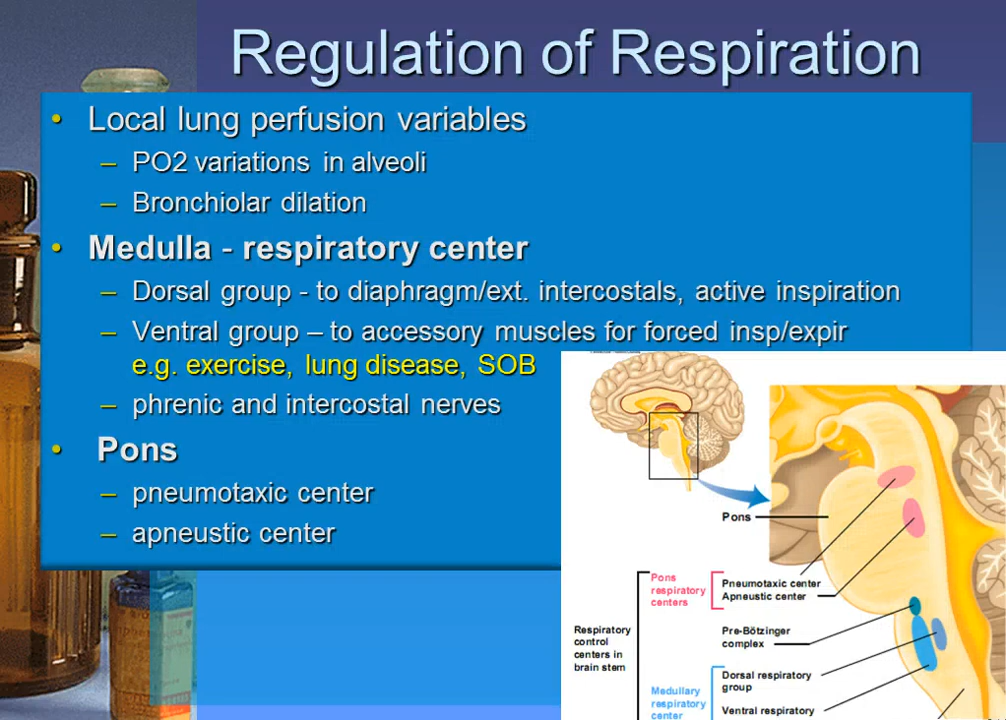 Regulation of Respiration
• Local lung perfusion variables
– PO2 variations in alveoli
– Bronchiolar dilation
• Medulla - respiratory center
– Dorsal group - to diaphragm/ext. intercostals, active inspiration
– Ventral group – to accessory muscles for forced insp/expir
e.g. exercise, lung disease, SOB
– phrenic and intercostal nerves
• Pons
– pneumotaxic center
– apneustic center
Pons
Respiratory
control
centers in
brain stem
Pons
respiratory
centers
Pneumotaxic center
Apneustic center
Pre-Bötzinger
complex
Medullary
respiratory
center
Dorsal respiratory
group
Ventral respiratory